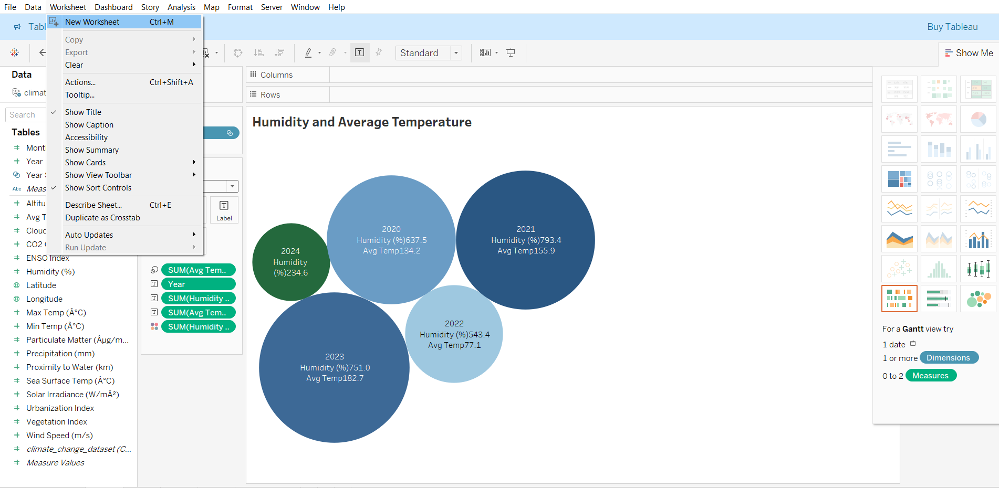 File Data Worksheet Dashboard Story Analysis Map Format Server Window Help
Buy Tableau
New Worksheet Ctrl+M
Copy
Export
Clear
Actions... Ctrl+Shift+A
Tooltip...
Show Title
Show Caption
Accessibility
Show Summary
Show Cards
Show View Toolbar
Show Sort Controls
Describe Sheet... Ctrl+E
Duplicate as Crosstab
Auto Updates
Run Update
Standard
Show Me
Data
climat
Search
Tables
Mont
Year
Year
Abc Meas
Altitu
Avg T
Cloud
CO2
ENSO Index
Humidity (%)
Latitude
Longitude
Max Temp (Â°C)
Min Temp (Â°C)
Particulate Matter (Âµg/m...
Precipitation (mm)
Proximity to Water (km)
Sea Surface Temp (Â°C)
Solar Irradiance (W/mÂ²)
Urbanization Index
Vegetation Index
Wind Speed (m/s)
climate_change_dataset (C...
Measure Values
T
Label
SUM(Avg Tem..
Year
SUM(Humidity ..
SUM(Avg Tem..
SUM(Humidity ..
Columns
Rows
Humidity and Average Temperature
2024
Humidity
(%)234.6
2020
Humidity (%)637.5
Avg Temp134.2
2021
Humidity (%)793.4
Avg Temp155.9
2023
Humidity (%)751.0
Avg Temp182.7
2022
Humidity (%)543.4
Avg Temp77.1
For a Gantt view try
1 date
1 or more Dimensions
0 to 2 Measures